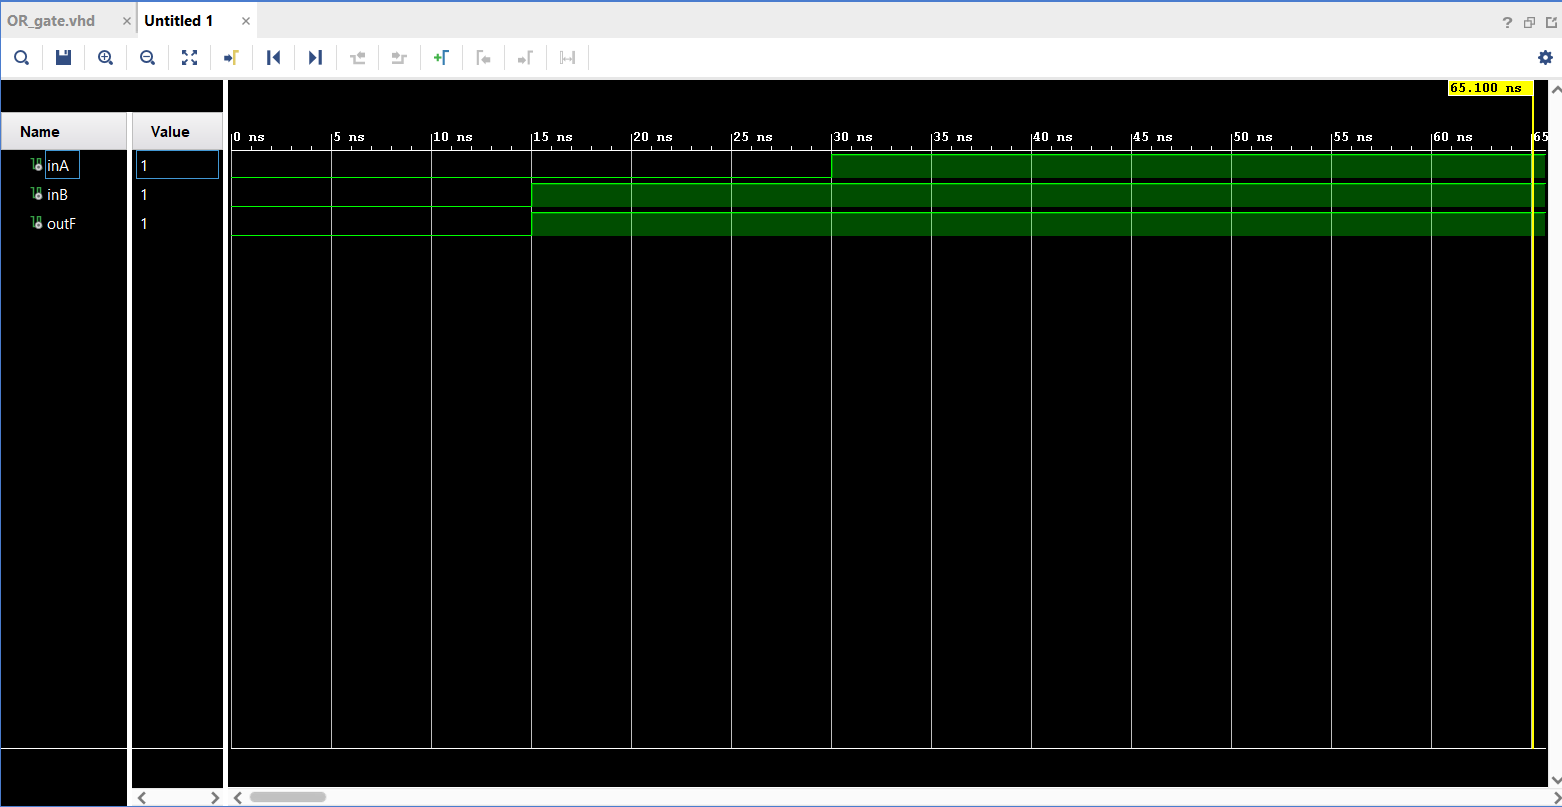 OR_gate.vhd × Untitled 1 × ?
65.100 ns
Name Value
0 ns 5 ns 10 ns 15 ns 20 ns 25 ns 30 ns 35 ns 40 ns 45 ns 50 ns 55 ns 60 ns 65
inA 1
inB 1
outF 1